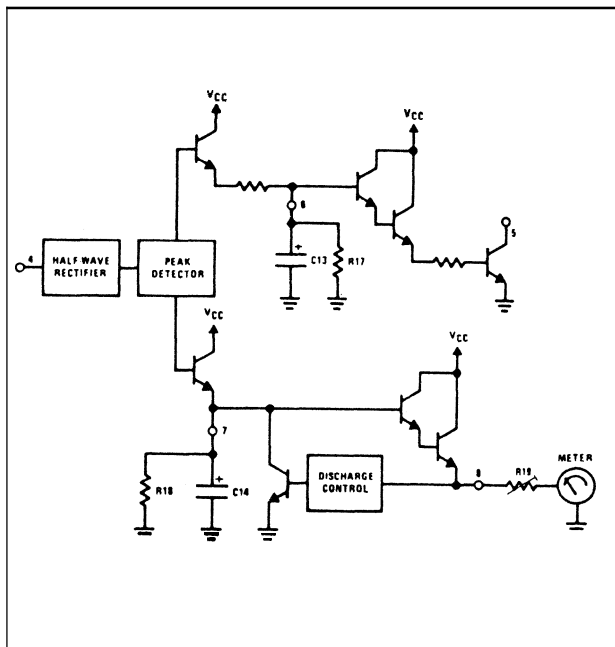 VCC
VCC
6
5
4
HALF-WAVE
RECTIFIER
PEAK
DETECTOR
+
C13
R17
VCC
VCC
7
METER
DISCHARGE
CONTROL
8
R19
R18
+
C14